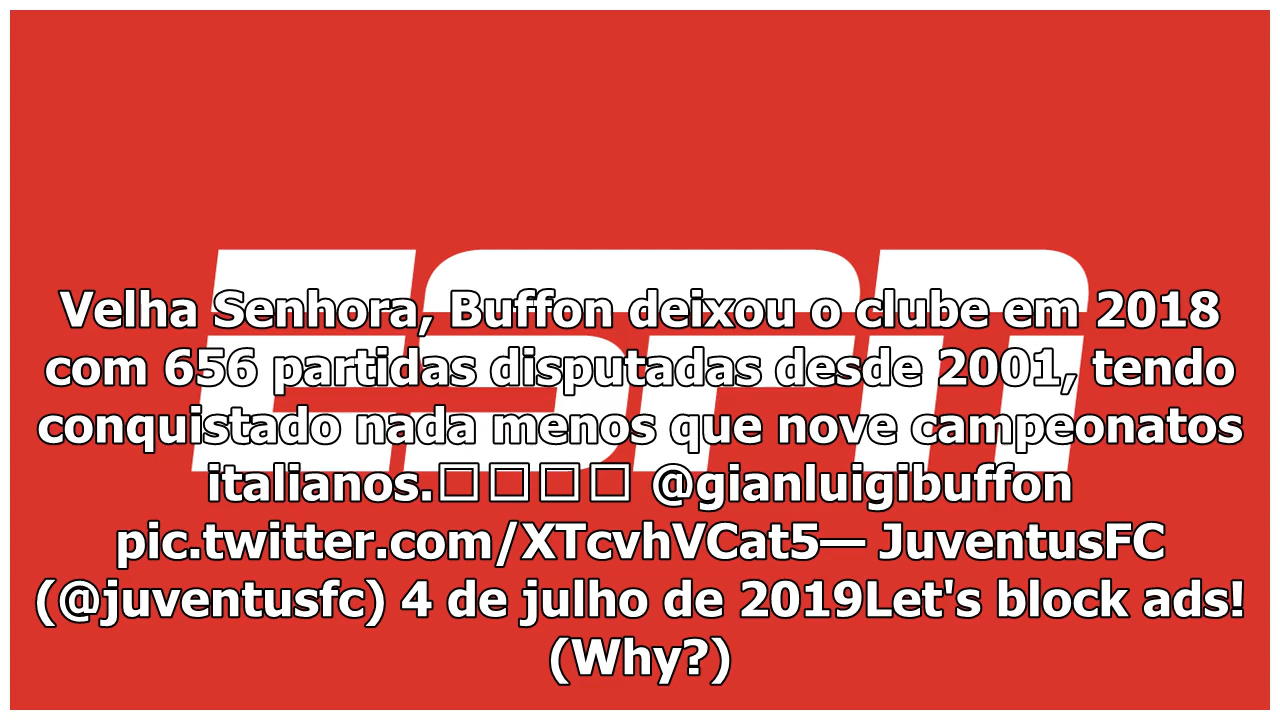 ESPN
Velha Senhora, Buffon deixou o clube em 2018
com 656 partidas disputadas desde 2001, tendo
conquistado nada menos que nove campeonatos
italianos.□□□□ @gianluigibuffon
pic.twitter.com/XTcvhVCat5— JuventusFC
(@juventusfc) 4 de julho de 2019Let's block ads!
(Why?)